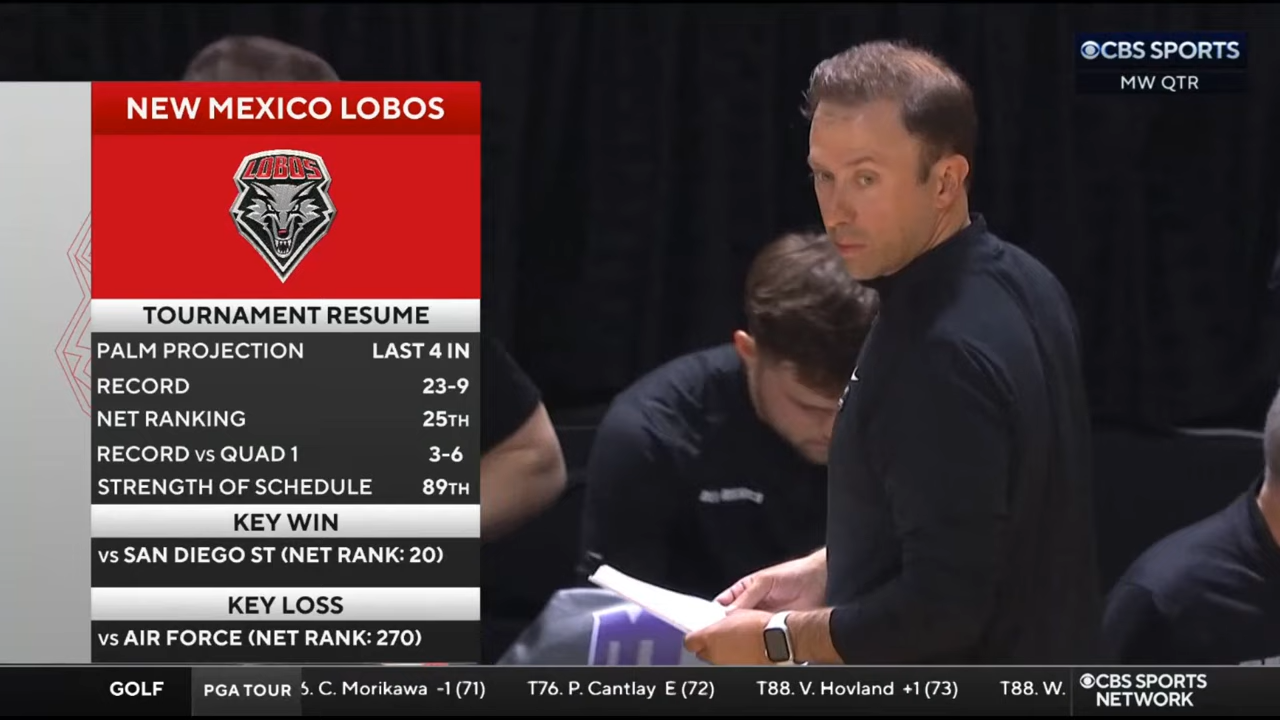 CBS SPORTS
MW QTR
NEW MEXICO LOBOS
LOBOS
TOURNAMENT RESUME
PALM PROJECTION LAST 4 IN
RECORD 23-9
NET RANKING 25TH
RECORD vs QUAD 1 3-6
STRENGTH OF SCHEDULE 89TH
KEY WIN
vs SAN DIEGO ST (NET RANK: 20)
KEY LOSS
vs AIR FORCE (NET RANK: 270)
GOLF PGA TOUR 6. C. Morikawa -1 (71) T76. P. Cantlay E (72) T88. V. Hovland +1 (73) T88. W. CBS SPORTS NETWORK